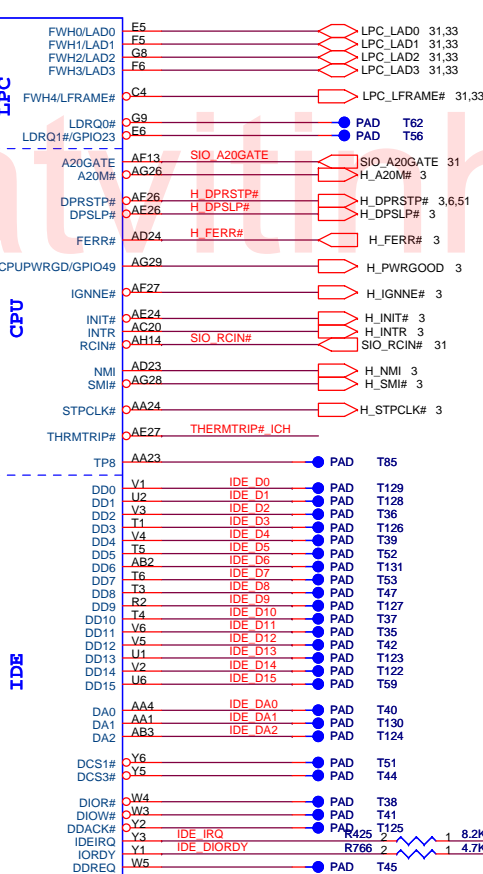 LPC
FWH0/LAD0 E5 LPC_LAD0 31,33
FWH1/LAD1 F5 LPC_LAD1 31,33
FWH2/LAD2 G8 LPC_LAD2 31,33
FWH3/LAD3 F6 LPC_LAD3 31,33
FWH4/LFRAME# C4 LPC_LFRAME# 31,33
LDRQ0# G9 PAD T62
LDRQ1#/GPIO23 E6 PAD T56
CPU
A20GATE AF13 SIO_A20GATE SIO_A20GATE 31
A20M# AG26 H_A20M# 3
DPRSTP# AF26 H_DPRSTP# H_DPRSTP# 3,6,51
DPSLP# AE26 H_DPSLP# H_DPSLP# 3
FERR# AD24 H_FERR# H_FERR# 3
CPUPWRGD/GPIO49 AG29 H_PWRGOOD 3
IGNNE# AF27 H_IGNNE# 3
INIT# AE24 H_INIT# 3
INTR AC20 H_INTR 3
RCIN# AH14 SIO_RCIN# SIO_RCIN# 31
NMI AD23 H_NMI 3
SMI# AG28 H_SMI# 3
STPCLK# AA24 H_STPCLK# 3
THRMTRIP# AE27 THERMTRIP#_ICH
TP8 AA23 PAD T85
IDE
DD0 V1 IDE_D0 PAD T129
DD1 U2 IDE_D1 PAD T128
DD2 V3 IDE_D2 PAD T36
DD3 T1 IDE_D3 PAD T126
DD4 V4 IDE_D4 PAD T39
DD5 T5 IDE_D5 PAD T52
DD6 AB2 IDE_D6 PAD T131
DD7 T6 IDE_D7 PAD T53
DD8 T3 IDE_D8 PAD T47
DD9 R2 IDE_D9 PAD T127
DD10 T4 IDE_D10 PAD T37
DD11 V6 IDE_D11 PAD T35
DD12 V5 IDE_D12 PAD T42
DD13 U1 IDE_D13 PAD T123
DD14 V2 IDE_D14 PAD T122
DD15 U6 IDE_D15 PAD T59
DA0 AA4 IDE_DA0 PAD T40
DA1 AA1 IDE_DA1 PAD T130
DA2 AB3 IDE_DA2 PAD T124
DCS1# Y6 PAD T51
DCS3# Y5 PAD T44
DIOR# W4 PAD T38
DIOW# W3 PAD T41
DDACK# Y2 PAD T125
IDEIRQ Y3 IDE_IRQ R425 2 1 8.2K
IORDY Y1 IDE_DIORDY R766 2 1 4.7K
DDREQ W5 PAD T45
atvitinh